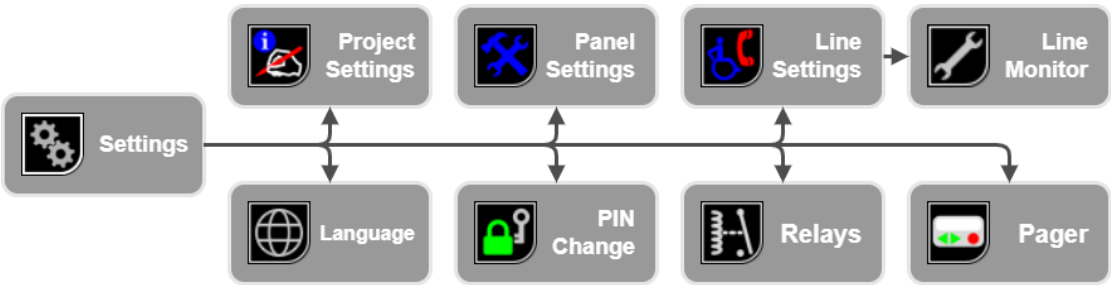 Project
Settings
Panel
Settings
Line
Settings
Line
Monitor
Settings
Language
PIN
Change
Relays
Pager